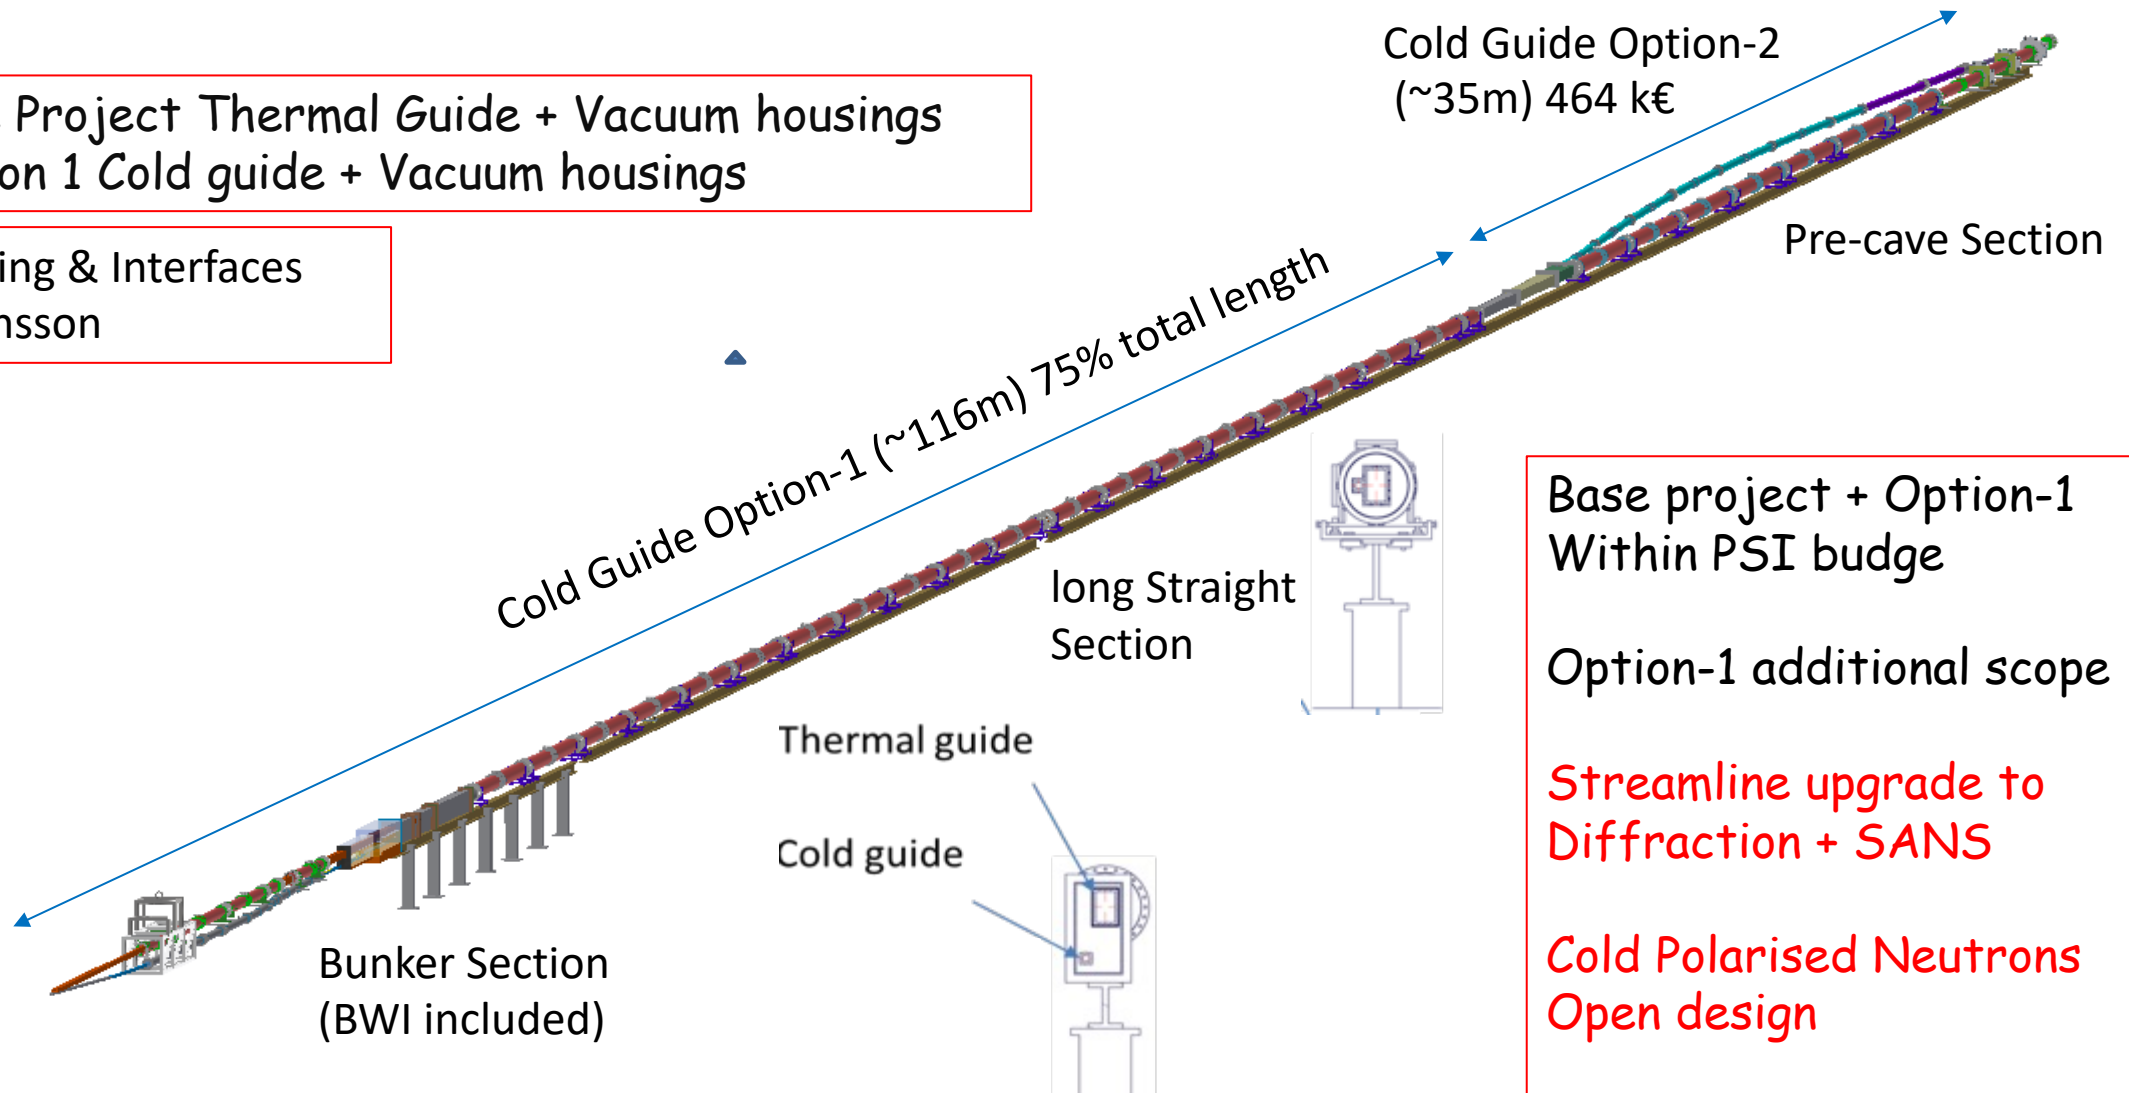 Cold Guide Option-2
(~35m) 464 k€
Project Thermal Guide + Vacuum housings
on 1 Cold guide + Vacuum housings
ing & Interfaces
nsson
Pre-cave Section
Cold Guide Option-1 (~116m) 75% total length
long Straight
Section
Thermal guide
Cold guide
Bunker Section
(BWI included)
Base project + Option-1
Within PSI budge
Option-1 additional scope
Streamline upgrade to
Diffraction + SANS
Cold Polarised Neutrons
Open design